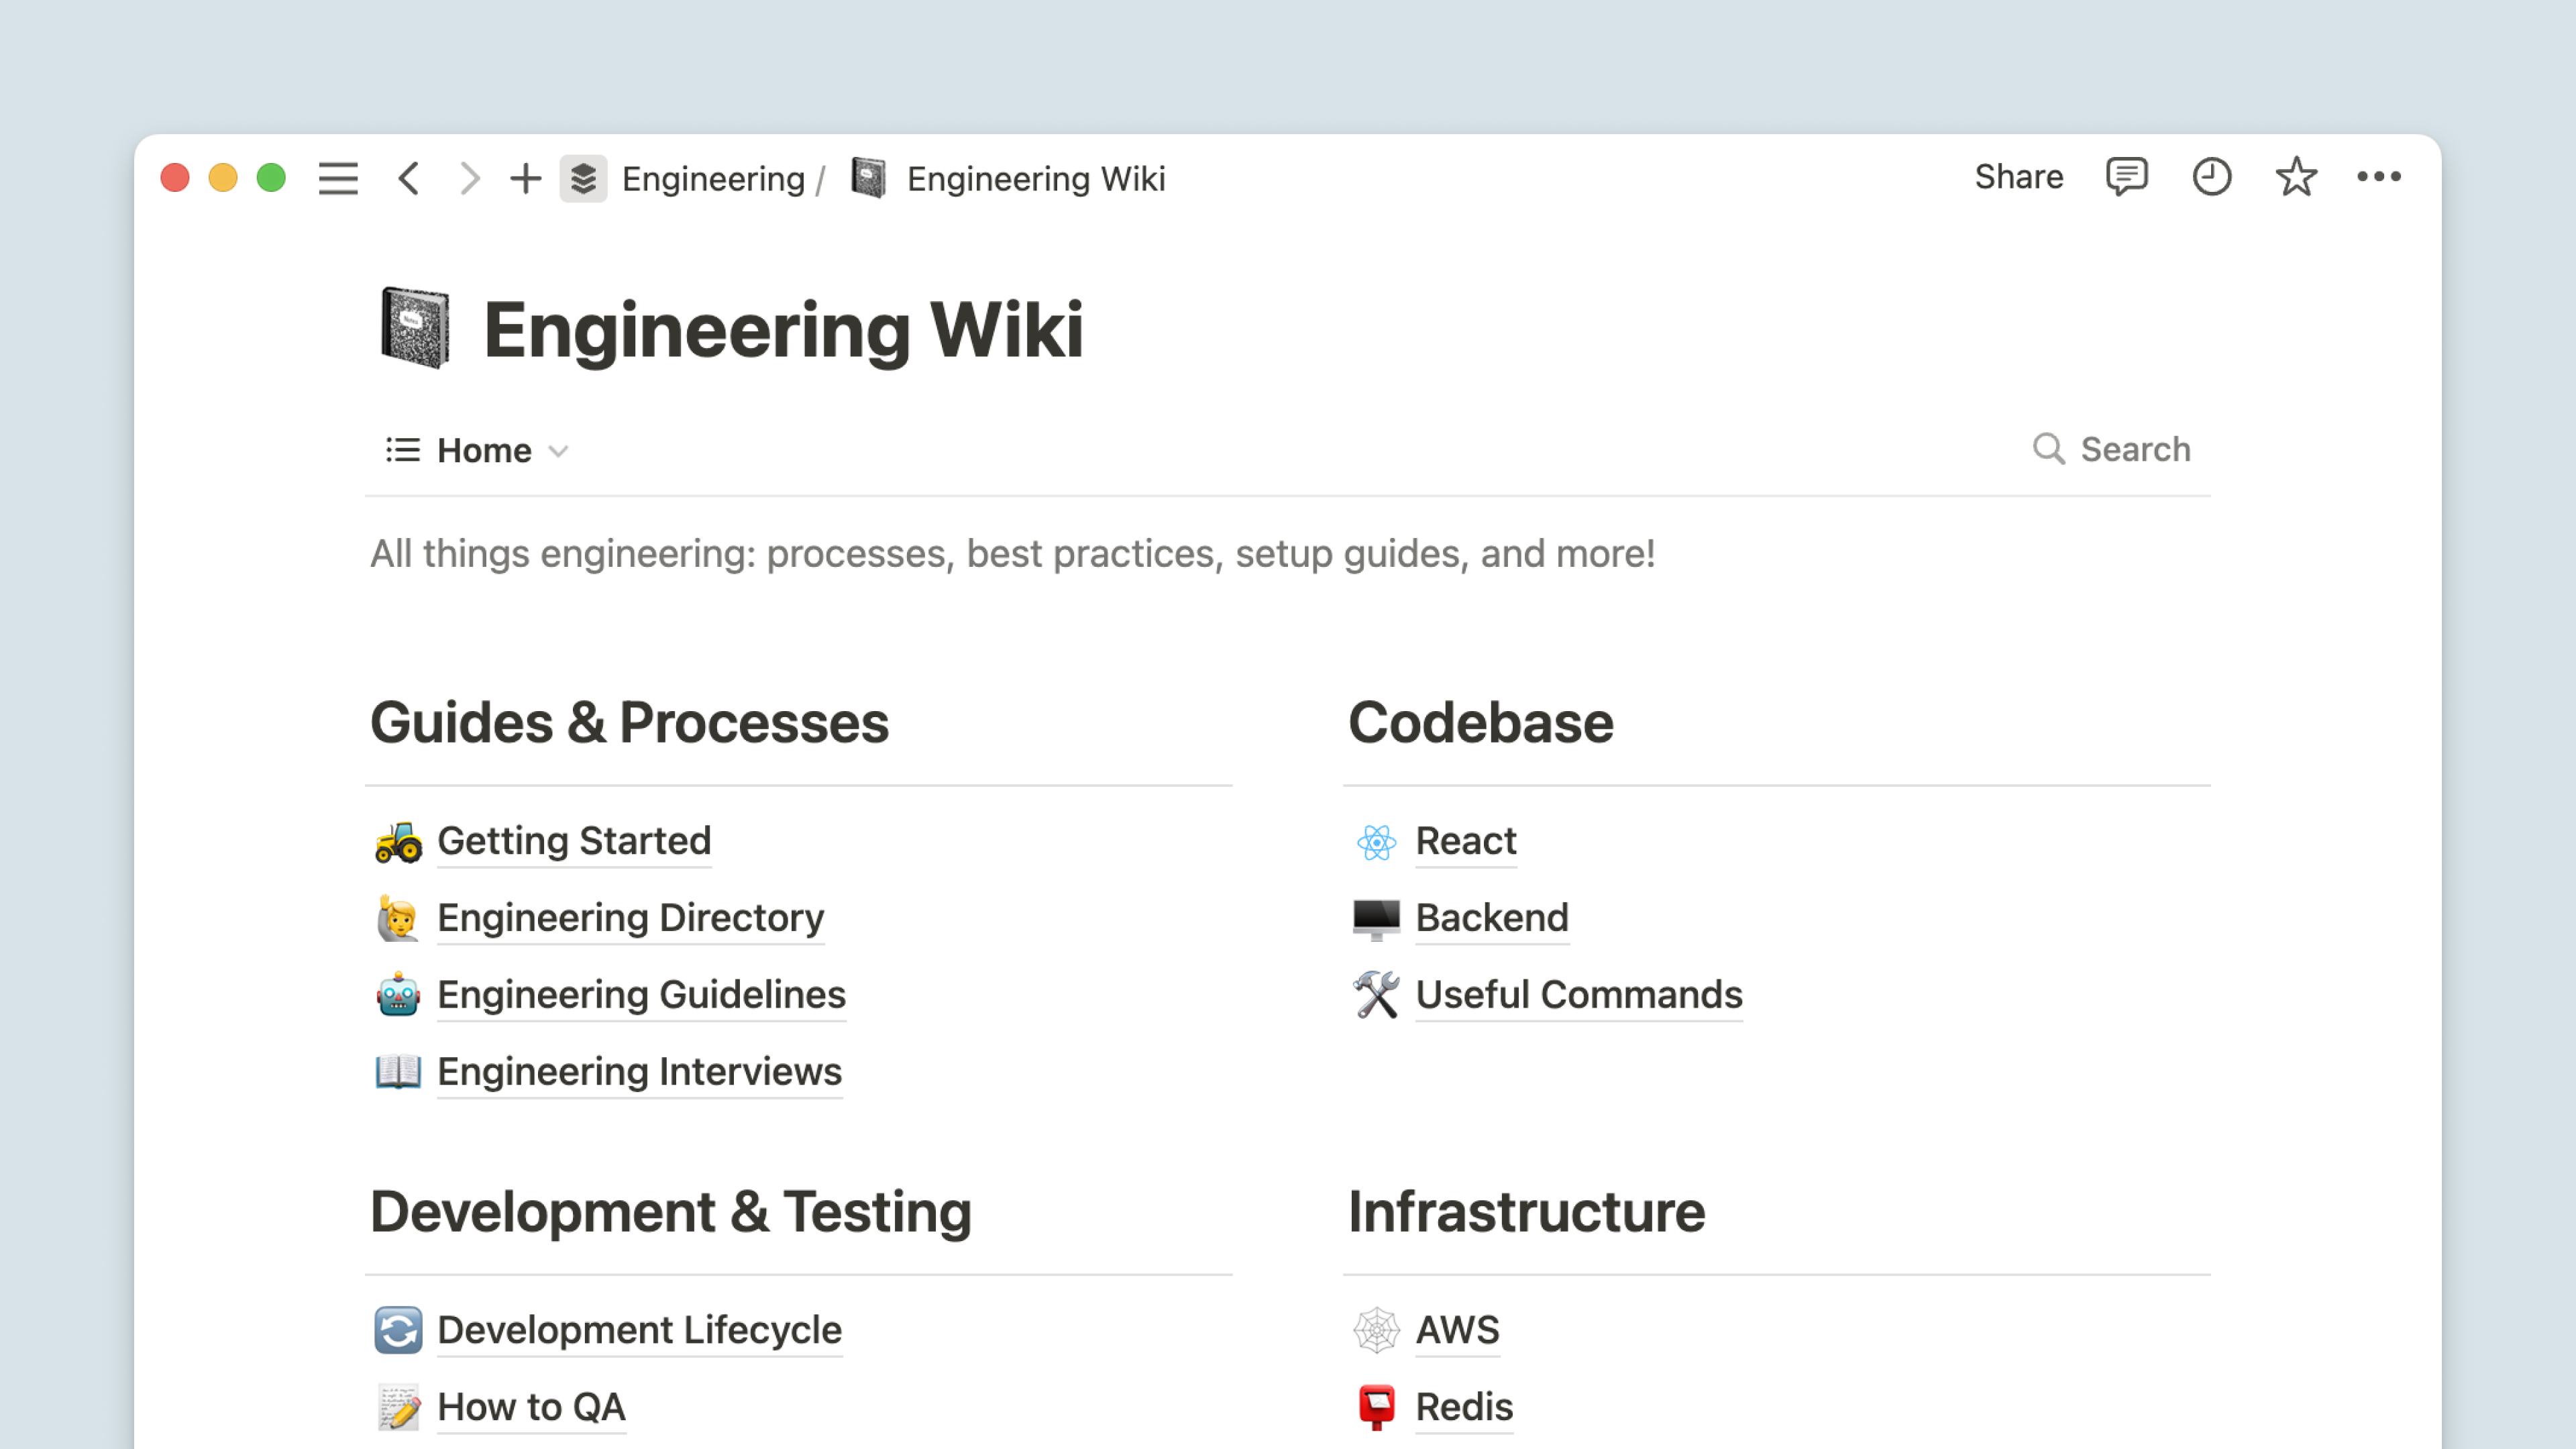 Engineering / Engineering Wiki
Share
Engineering Wiki
Home
Search
All things engineering: processes, best practices, setup guides, and more!
Guides & Processes
Getting Started
Engineering Directory
Engineering Guidelines
Engineering Interviews
Codebase
React
Backend
Useful Commands
Development & Testing
Development Lifecycle
How to QA
Infrastructure
AWS
Redis